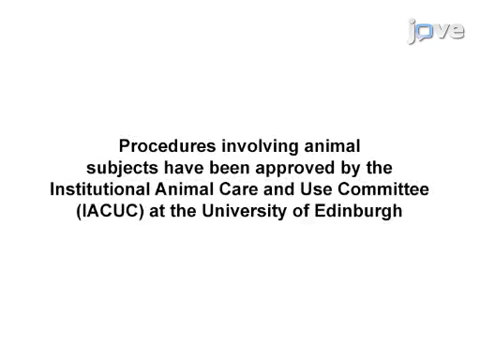 jove
Procedures involving animal
subjects have been approved by the
Institutional Animal Care and Use Committee
(IACUC) at the University of Edinburgh